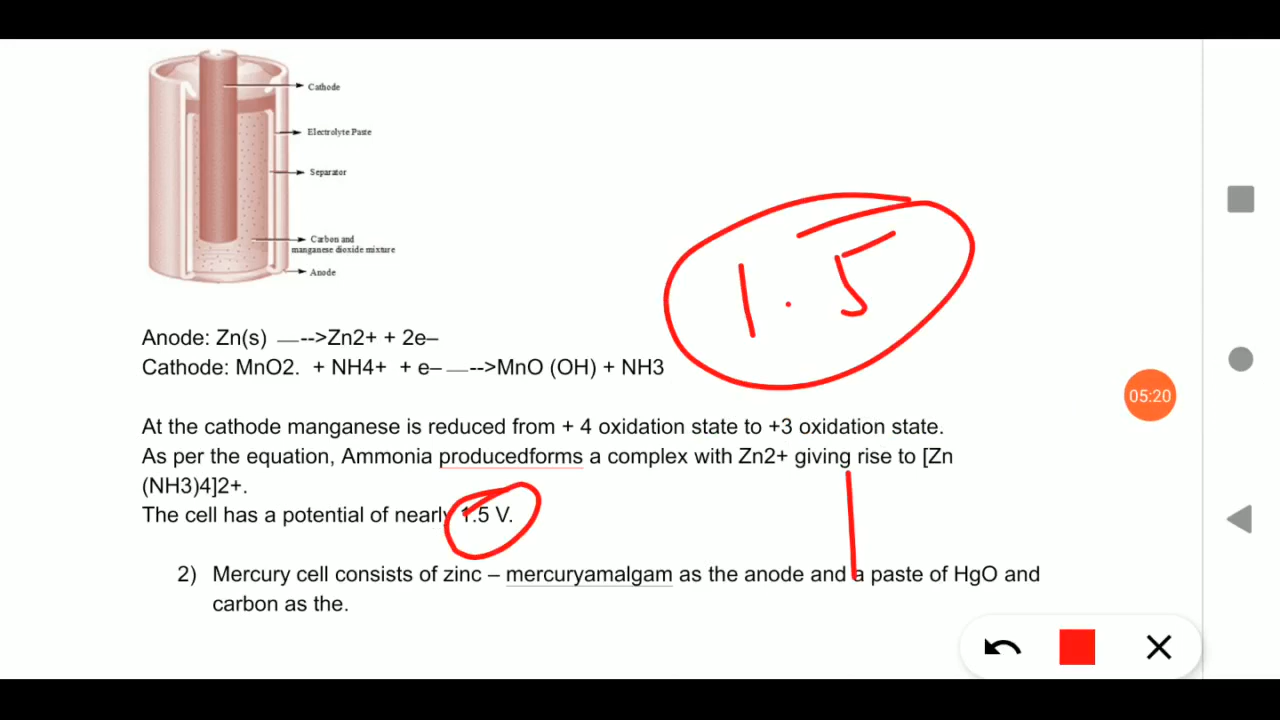 Cathode
Electrolyte Paste
Separator
Carbon and
manganese dioxide mixture
Anode
1.5
Anode: Zn(s) —-->Zn2+ + 2e–
Cathode: MnO2. + NH4+ + e– —-->MnO (OH) + NH3
05:20
At the cathode manganese is reduced from + 4 oxidation state to +3 oxidation state.
As per the equation, Ammonia producedforms a complex with Zn2+ giving rise to [Zn
(NH3)4]2+.
The cell has a potential of nearly 1.5 V.
2) Mercury cell consists of zinc – mercuryamalgam as the anode and a paste of HgO and
carbon as the.